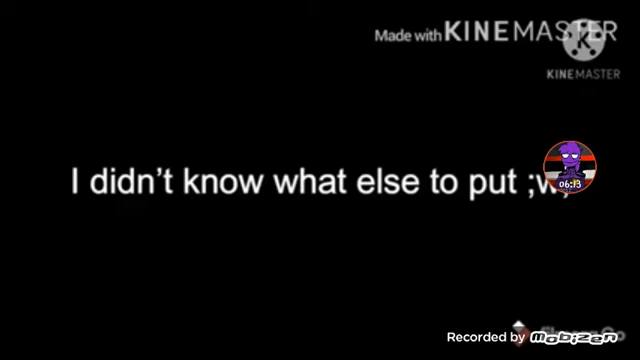 Made with KINEMASTER
KINEMASTER
I didn't know what else to put ;w;
06:13
Recorded by mobizen